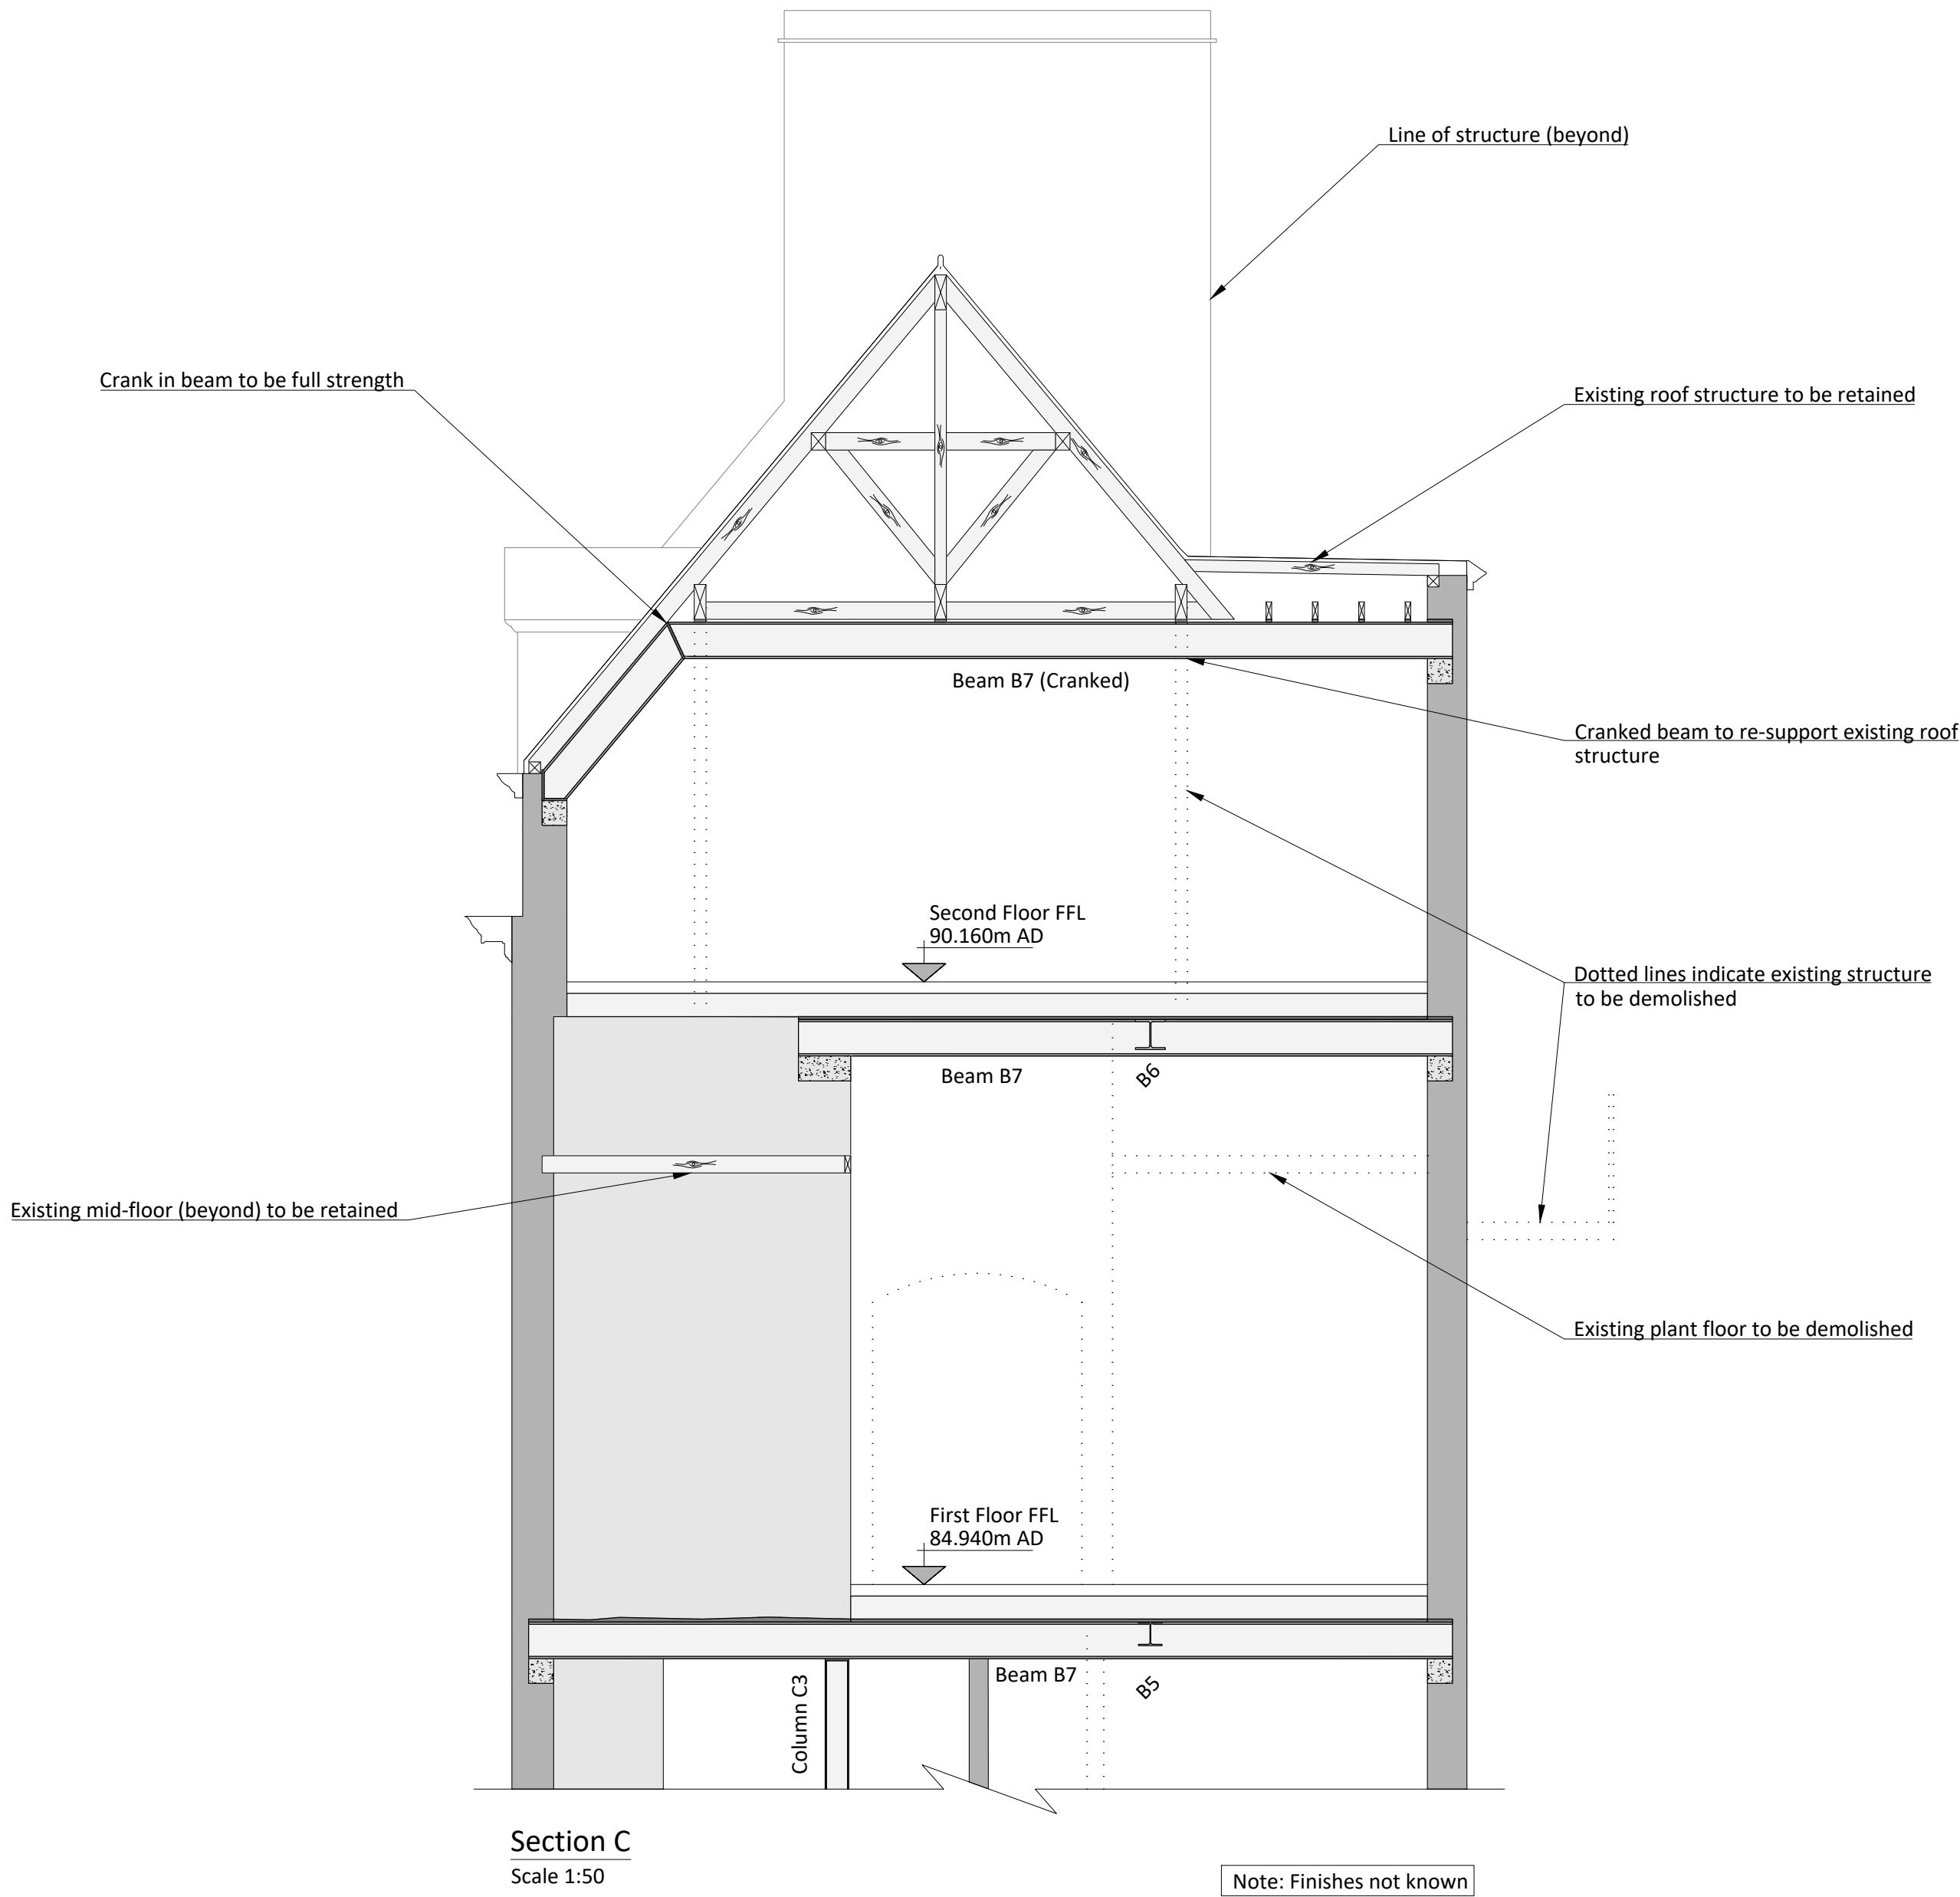 Line of structure (beyond)
Crank in beam to be full strength
Existing roof structure to be retained
Beam B7 (Cranked)
Cranked beam to re-support existing roof
structure
Second Floor FFL
90.160m AD
Dotted lines indicate existing structure
to be demolished
Beam B7
B6
Existing mid-floor (beyond) to be retained
Existing plant floor to be demolished
First Floor FFL
84.940m AD
Beam B7
B5
Column C3
Section C
Scale 1:50
Note: Finishes not known